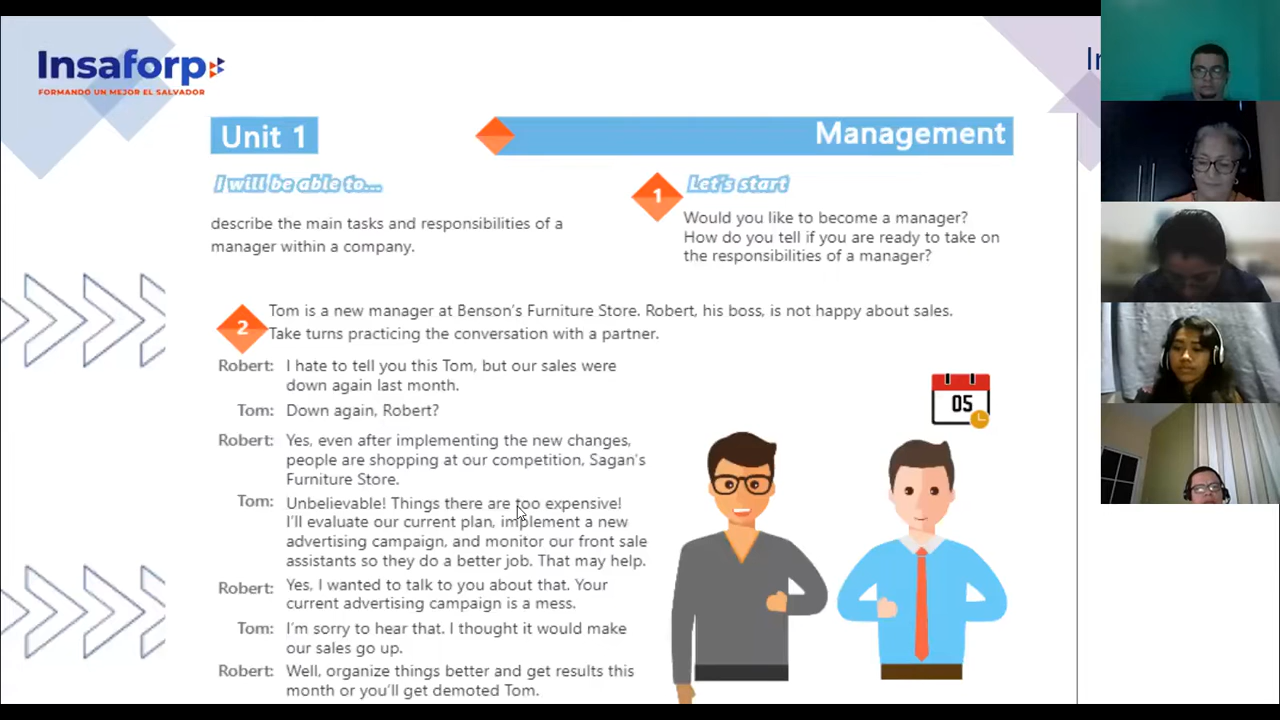 Insaforp
FORMANDO UN MEJOR EL SALVADOR
In
Unit 1
Management
I will be able to...
describe the main tasks and responsibilities of a
manager within a company.
1
Let's start
Would you like to become a manager?
How do you tell if you are ready to take on
the responsibilities of a manager?
2
Tom is a new manager at Benson's Furniture Store. Robert, his boss, is not happy about sales.
Take turns practicing the conversation with a partner.
Robert: I hate to tell you this Tom, but our sales were
down again last month.
Tom: Down again, Robert?
Robert: Yes, even after implementing the new changes,
people are shopping at our competition, Sagan's
Furniture Store.
Tom: Unbelievable! Things there are too expensive!
I'll evaluate our current plan, implement a new
advertising campaign, and monitor our front sale
assistants so they do a better job. That may help.
Robert: Yes, I wanted to talk to you about that. Your
current advertising campaign is a mess.
Tom: I'm sorry to hear that. I thought it would make
our sales go up.
Robert: Well, organize things better and get results this
month or you'll get demoted Tom.
05